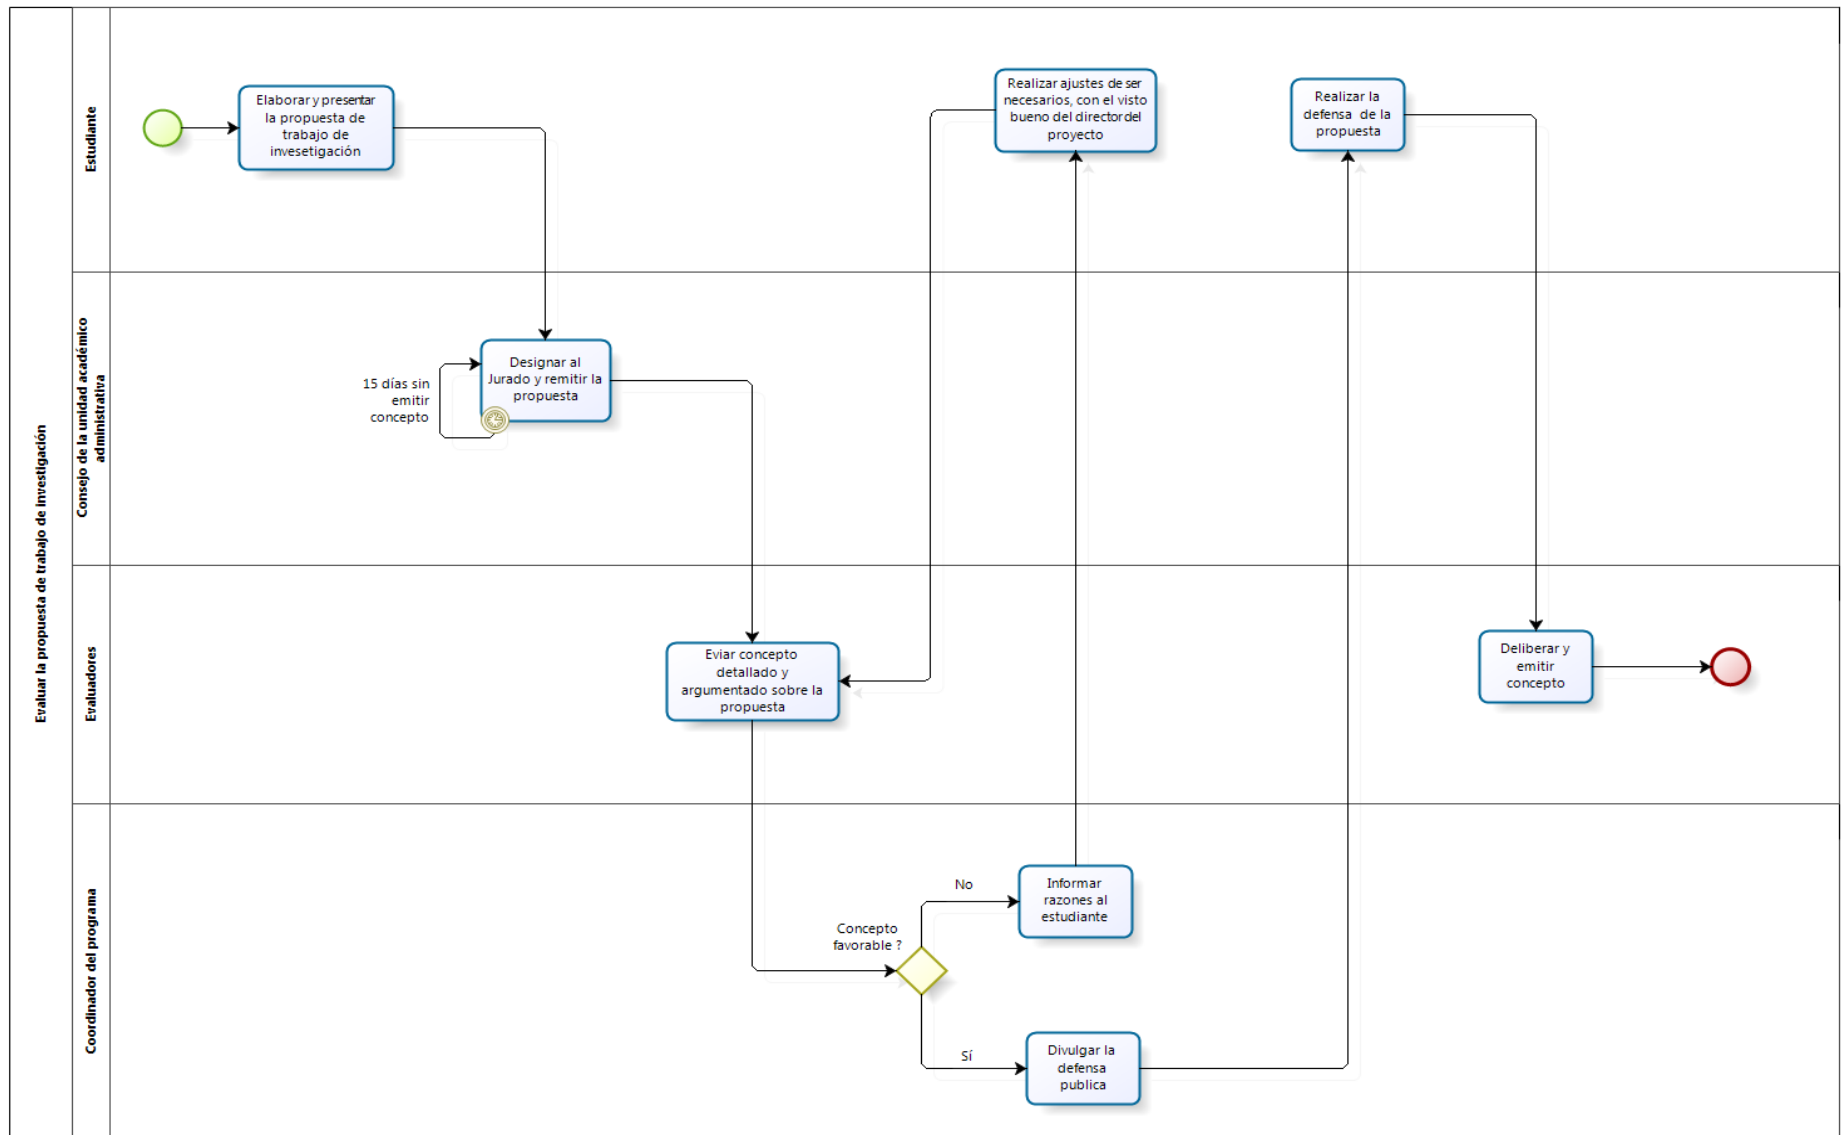 Evaluar la propuesta de trabajo de investigación
Estudiante
Elaborar y presentar
la propuesta de
trabajo de
invesetigación
Realizar ajustes de ser
necesarios, con el visto
bueno del director del
proyecto
Realizar la
defensa de la
propuesta
Consejo de la unidad académico
administrativa
15 días sin
emitir
concepto
Designar al
Jurado y remitir la
propuesta
Evaluadores
Eviar concepto
detallado y
argumentado sobre la
propuesta
Deliberar y
emitir
concepto
Coordinador del programa
Concepto
favorable ?
No
Informar
razones al
estudiante
Sí
Divulgar la
defensa
publica